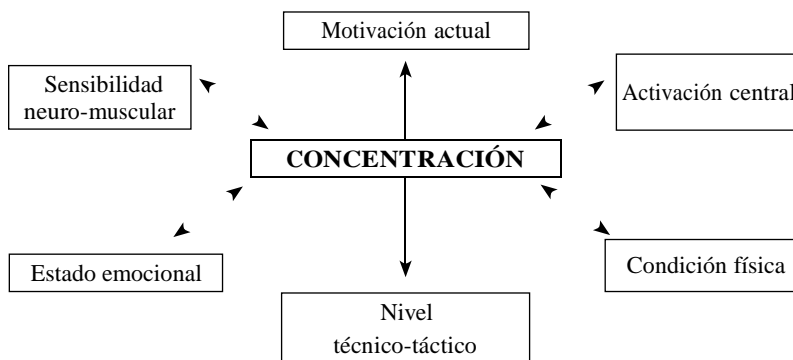 Motivación actual
Sensibilidad
neuro-muscular
Activación central
CONCENTRACIÓN
Estado emocional
Condición física
Nivel
técnico-táctico